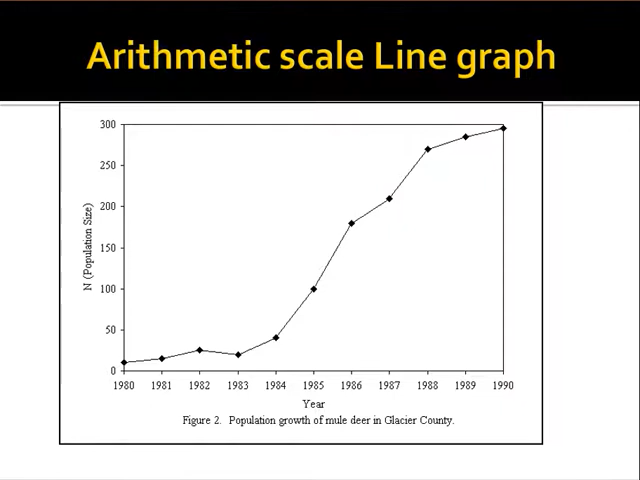 Arithmetic scale Line graph
300
250
200
150
100
50
0
N (Population Size)
1980 1981 1982 1983 1984 1985 1986 1987 1988 1989 1990
Year
Figure 2. Population growth of mule deer in Glacier County.